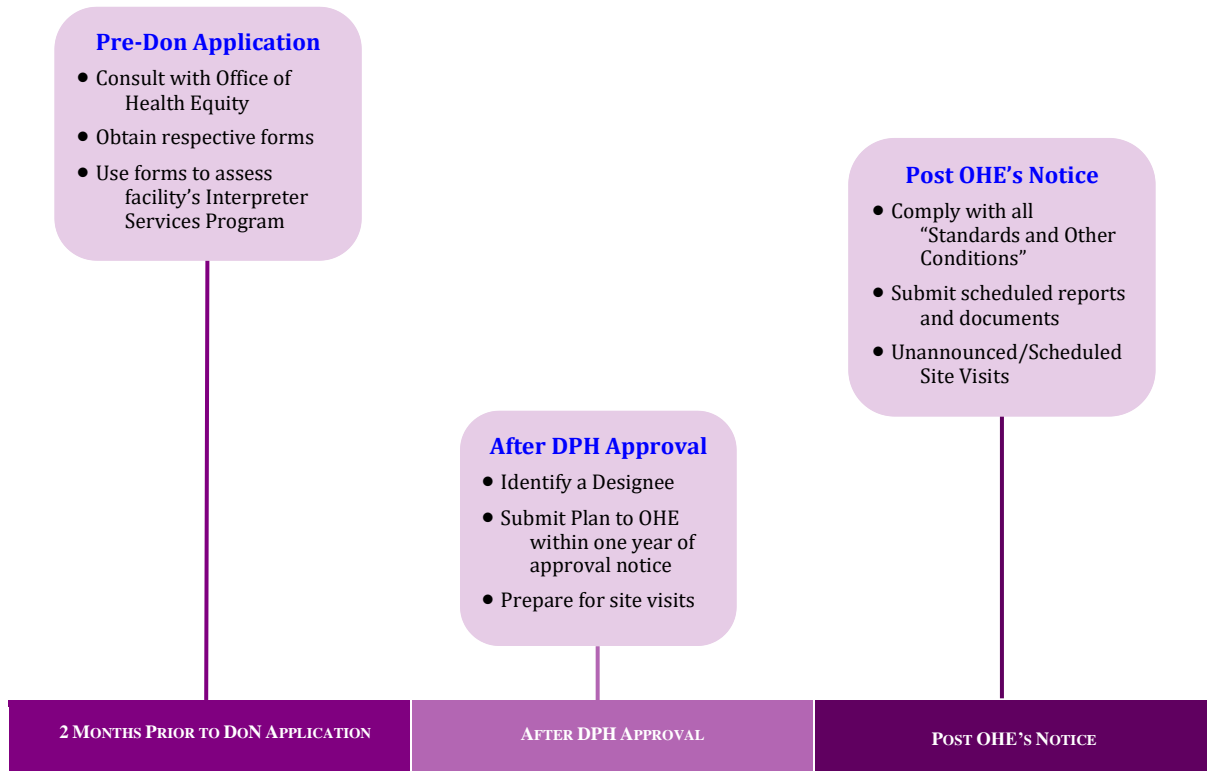 Pre-Don Application
• Consult with Office of
Health Equity
• Obtain respective forms
• Use forms to assess
facility's Interpreter
Services Program
After DPH Approval
• Identify a Designee
• Submit Plan to OHE
within one year of
approval notice
• Prepare for site visits
Post OHE's Notice
• Comply with all
“Standards and Other
Conditions”
• Submit scheduled reports
and documents
• Unannounced/Scheduled
Site Visits
2 Months Prior to DoN Application
After DPH Approval
Post OHE's Notice